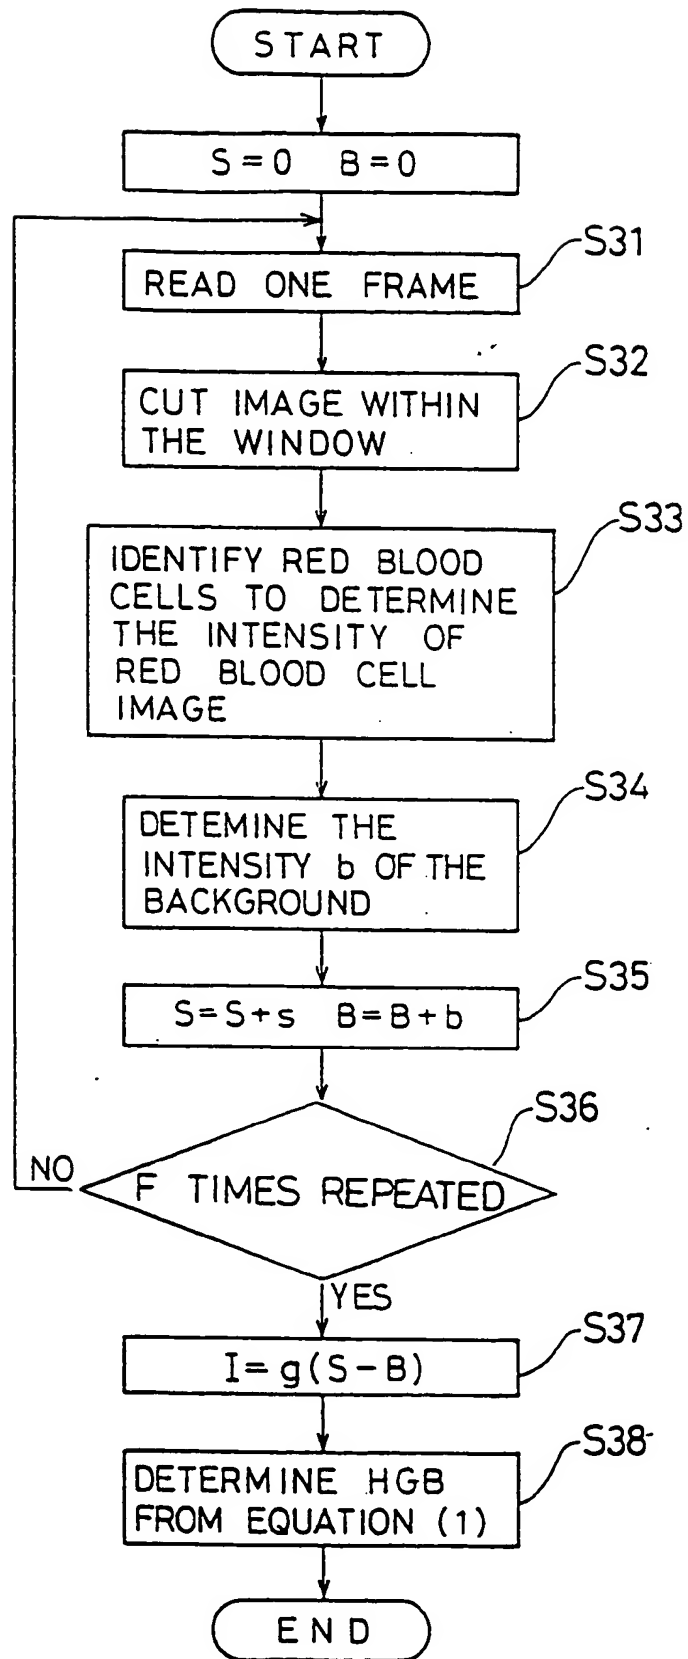 START
S=0 B=0
S31
READ ONE FRAME
S32
CUT IMAGE WITHIN
THE WINDOW
S33
IDENTIFY RED BLOOD
CELLS TO DETERMINE
THE INTENSITY OF
RED BLOOD CELL
IMAGE
S34
DETEMINE THE
INTENSITY b OF THE
BACKGROUND
S35
S=S+s B=B+b
S36
NO
F TIMES REPEATED
YES
S37
I=g(S-B)
S38
DETERMINE HGB
FROM EQUATION (1)
END